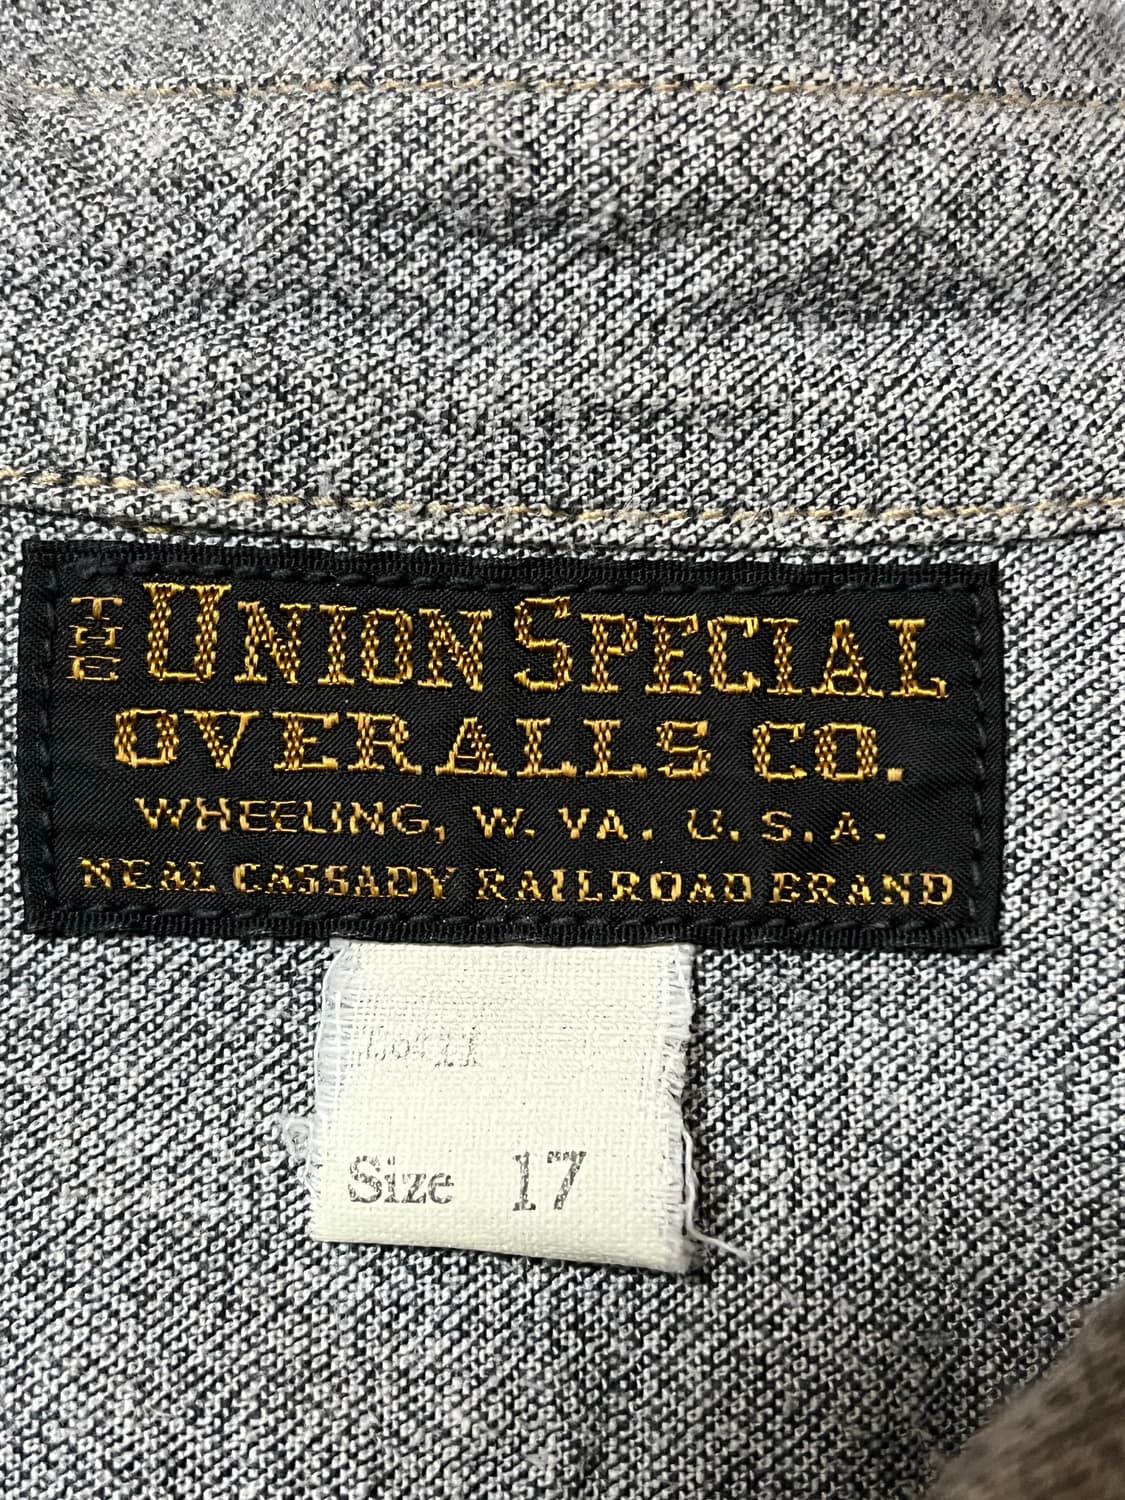 THE UNION SPECIAL
OVERALLS CO.
WHEELING, W. VA. U.S.A.
NEAL CASSADY RAILROAD BRAND
Size 17